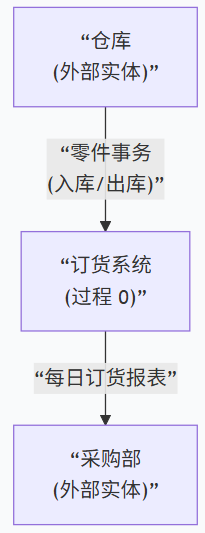 “仓库
(外部实体)”
“零件事务
(入库/出库)”
“订货系统
(过程 0)”
“每日订货报表”
“采购部
(外部实体)”